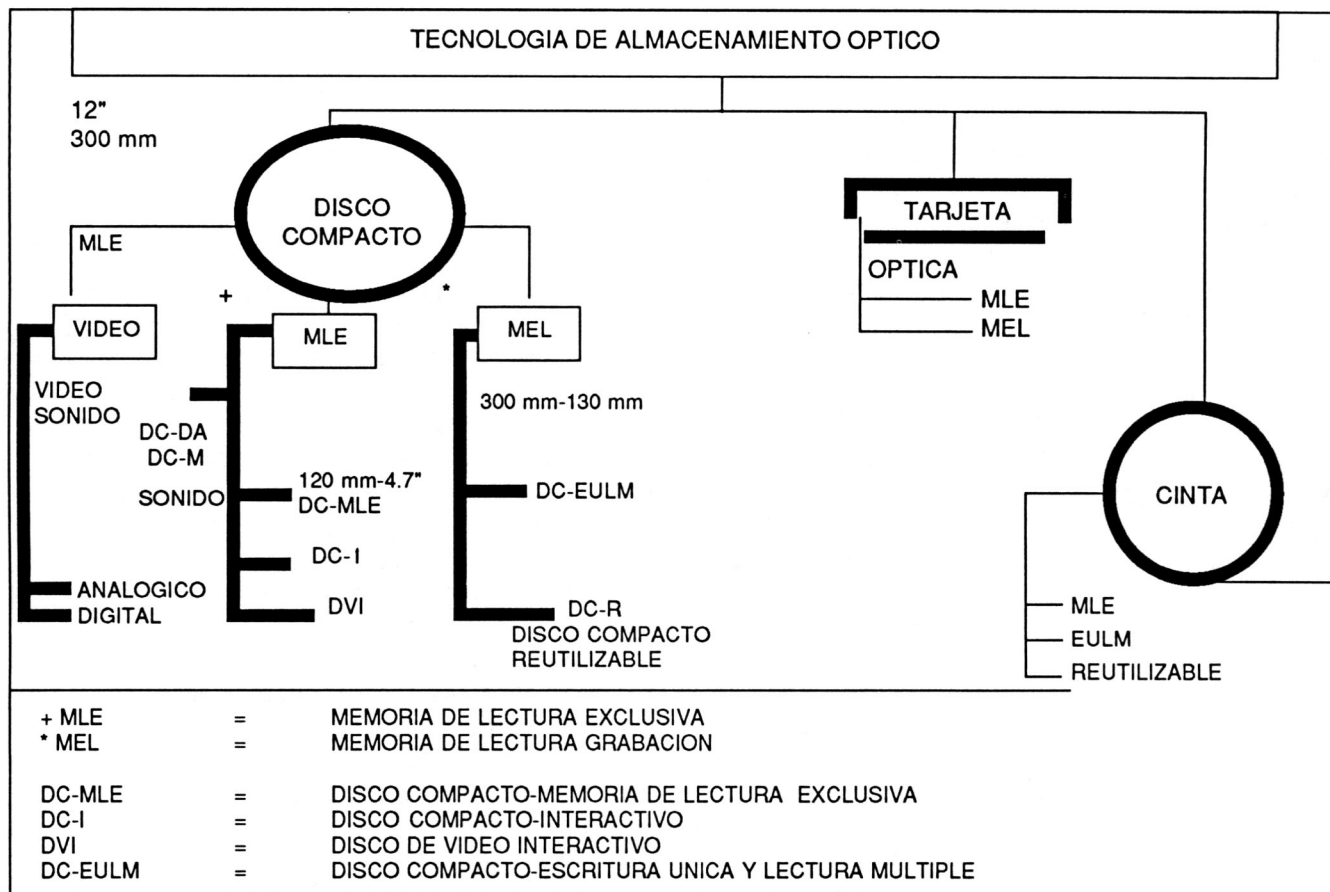 TECNOLOGIA DE ALMACENAMIENTO OPTICO
12"
300 mm
DISCO
COMPACTO
MLE
+
*
VIDEO
VIDEO
SONIDO
ANALOGICO
DIGITAL
MLE
DC-DA
DC-M
SONIDO
120 mm-4.7"
DC-MLE
DC-I
DVI
MEL
300 mm-130 mm
DC-EULM
DC-R
DISCO COMPACTO
REUTILIZABLE
TARJETA
OPTICA
MLE
MEL
CINTA
MLE
EULM
REUTILIZABLE
+ MLE = MEMORIA DE LECTURA EXCLUSIVA
* MEL = MEMORIA DE LECTURA GRABACION
DC-MLE = DISCO COMPACTO-MEMORIA DE LECTURA EXCLUSIVA
DC-I = DISCO COMPACTO-INTERACTIVO
DVI = DISCO DE VIDEO INTERACTIVO
DC-EULM = DISCO COMPACTO-ESCRITURA UNICA Y LECTURA MULTIPLE